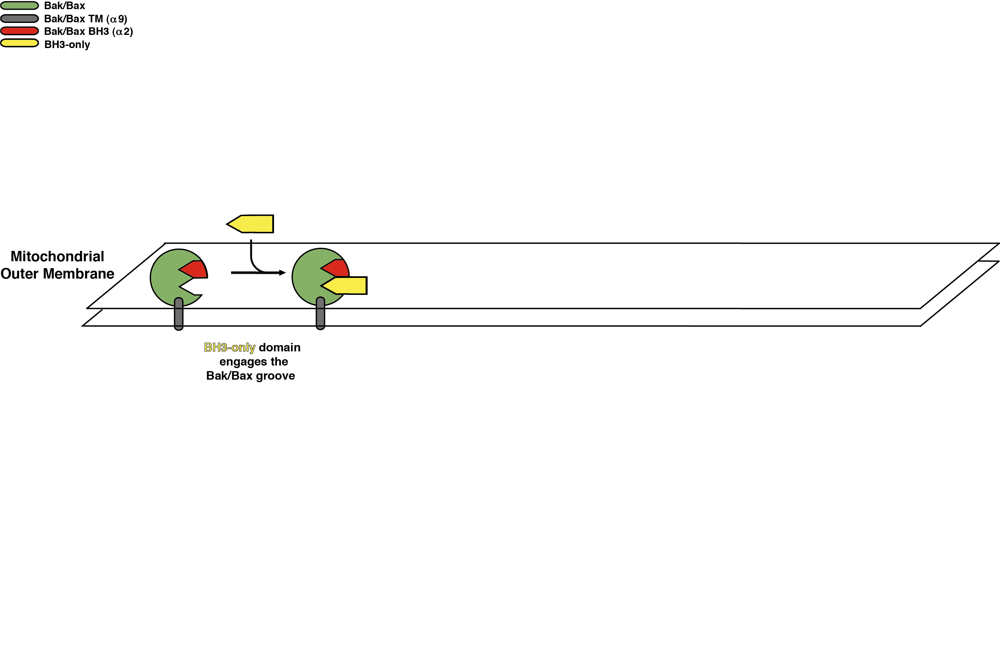 Bak/Bax
Bak/Bax TM (α9)
Bak/Bax BH3 (α2)
BH3-only
Mitochondrial
Outer Membrane
BH3-only domain
engages the
Bak/Bax groove